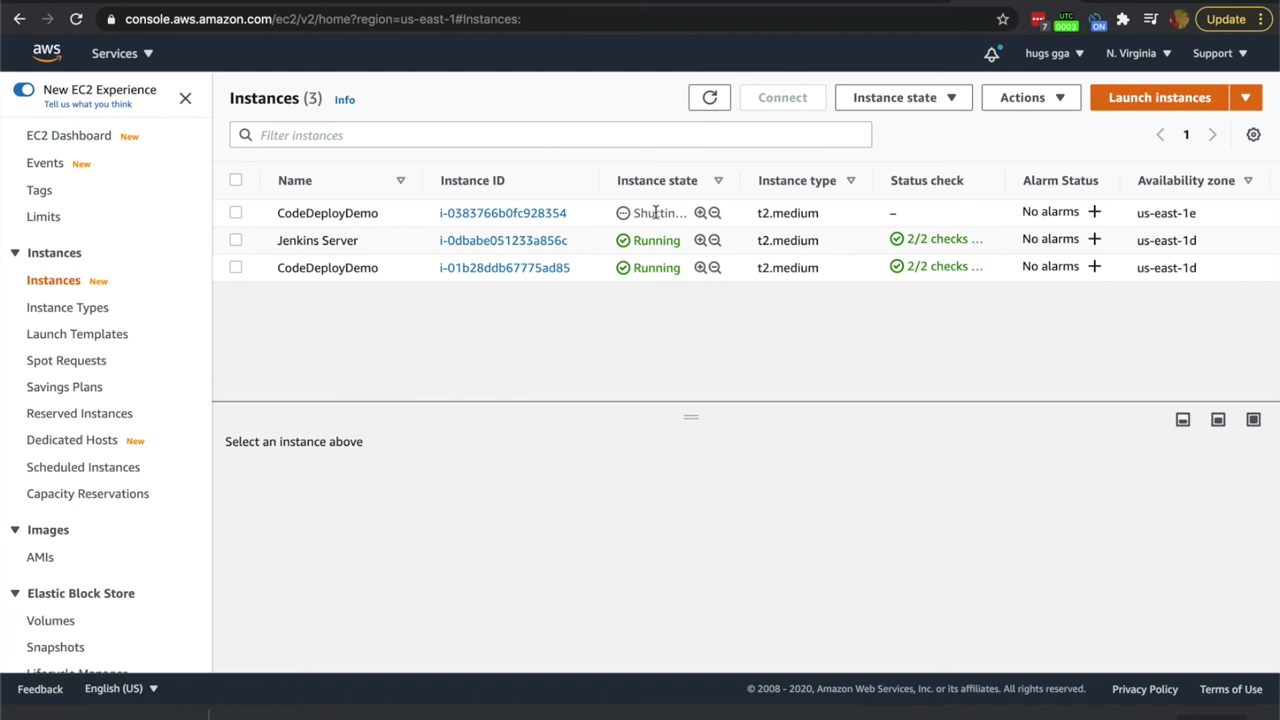 console.aws.amazon.com/ec2/v2/home?region=us-east-1#Instances:
7
UTC
0003
ON
Update
aws
Services
hugs gga
N. Virginia
Support
New EC2 Experience
Tell us what you think
EC2 Dashboard New
Events New
Tags
Limits
Instances
Instances New
Instance Types
Launch Templates
Spot Requests
Savings Plans
Reserved Instances
Dedicated Hosts New
Scheduled Instances
Capacity Reservations
Images
AMIs
Elastic Block Store
Volumes
Snapshots
Lifecycle Manager
Instances (3) Info
Connect
Instance state
Actions
Launch instances
Filter instances
1
Name Instance ID Instance state Instance type Status check Alarm Status Availability zone
CodeDeployDemo i-0383766b0fc928354 Shuttin... t2.medium – No alarms + us-east-1e
Jenkins Server i-0dbabe051233a856c Running t2.medium 2/2 checks ... No alarms + us-east-1d
CodeDeployDemo i-01b28ddb67775ad85 Running t2.medium 2/2 checks ... No alarms + us-east-1d
Select an instance above
Feedback
English (US)
© 2008 - 2020, Amazon Web Services, Inc. or its affiliates. All rights reserved.
Privacy Policy
Terms of Use